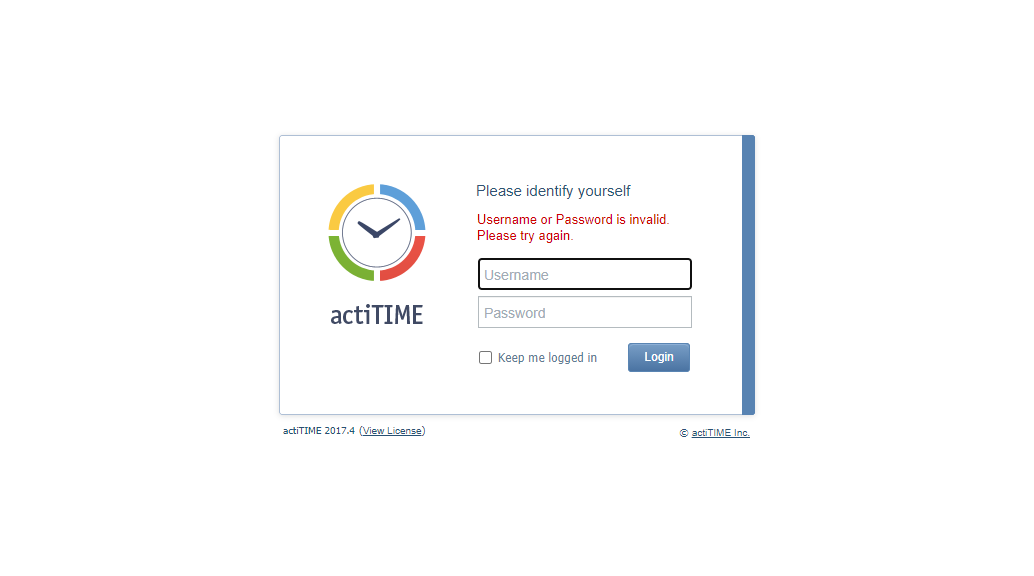 Please identify yourself
Username or Password is invalid.
Please try again.
Username
actiTIME
Password
Keep me logged in
Login
actiTIME 2017.4 (View License)
© actiTIME Inc.